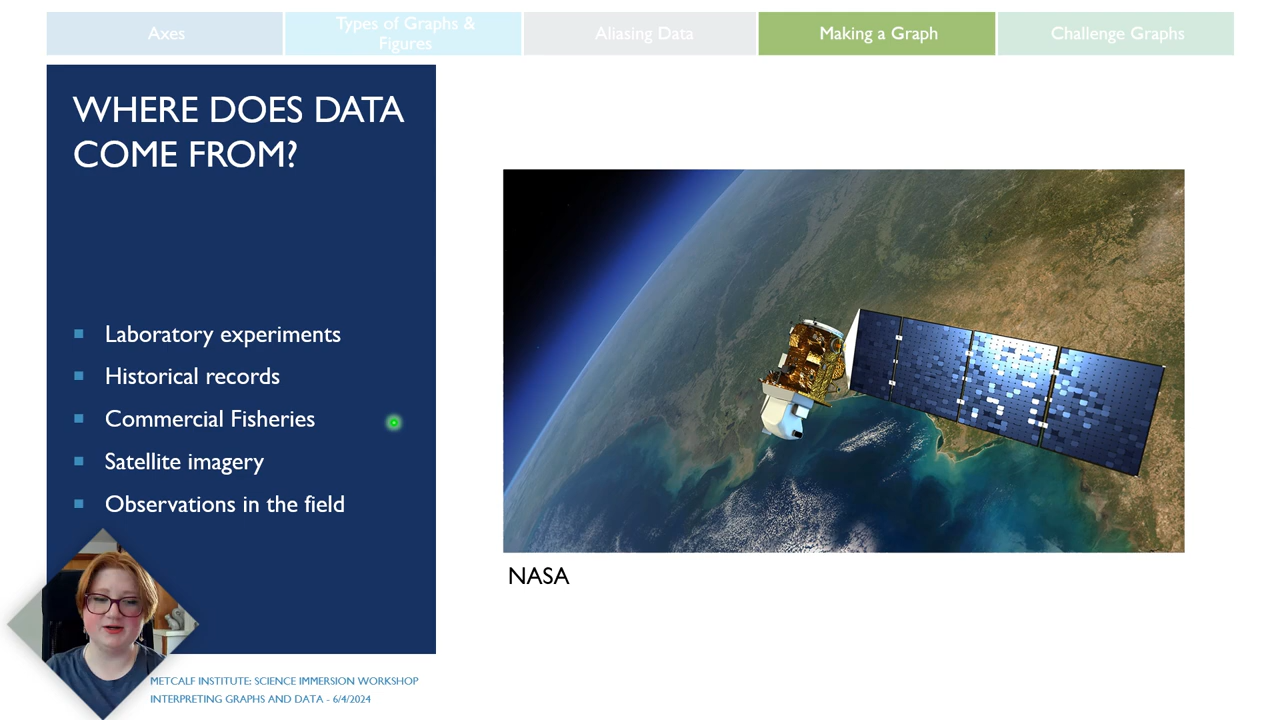 Axes
Types of Graphs &
Figures
Aliasing Data
Making a Graph
Challenge Graphs
WHERE DOES DATA
COME FROM?
Laboratory experiments
Historical records
Commercial Fisheries
Satellite imagery
Observations in the field
NASA
METCALF INSTITUTE: SCIENCE IMMERSION WORKSHOP
INTERPRETING GRAPHS AND DATA - 6/4/2024